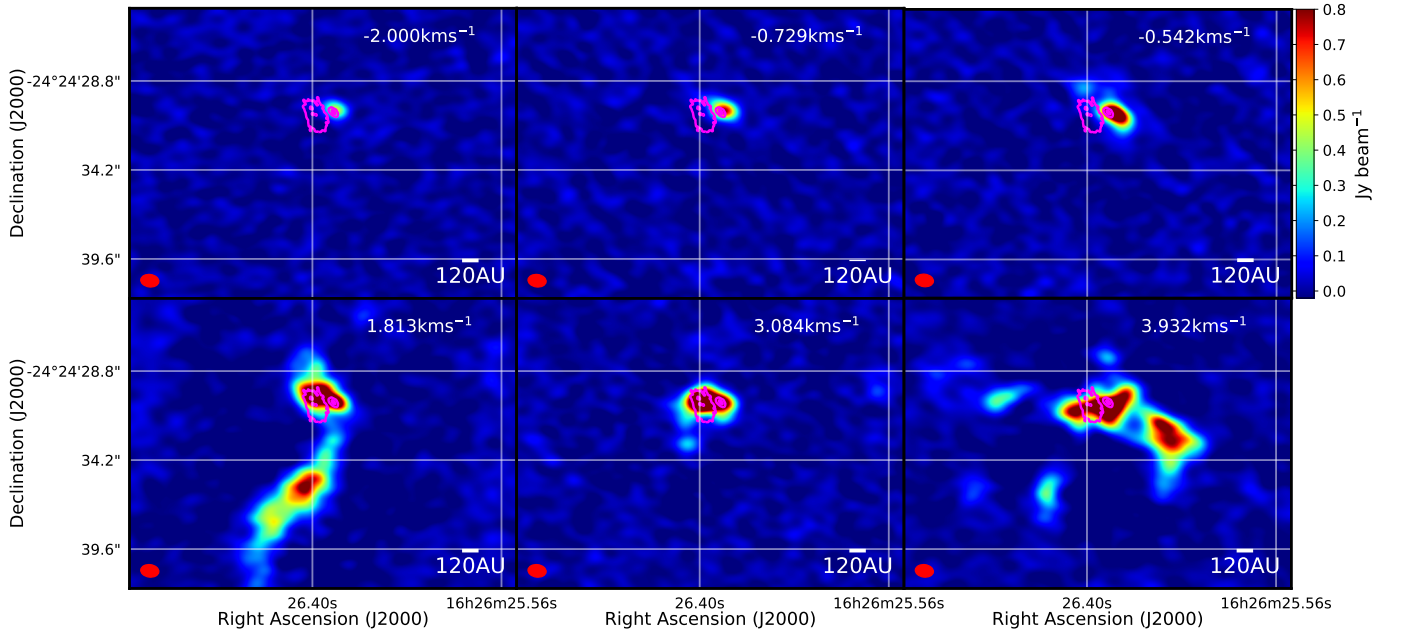 -2.000kms⁻¹
-0.729kms⁻¹
-0.542kms⁻¹
0.8
0.7
0.6
0.5
0.4
0.3
0.2
0.1
0.0
Jy beam⁻¹
-24°24'28.8"
34.2"
39.6"
Declination (J2000)
120AU
120AU
120AU
1.813kms⁻¹
3.084kms⁻¹
3.932kms⁻¹
-24°24'28.8"
34.2"
39.6"
Declination (J2000)
120AU
120AU
120AU
26.40s
16h26m25.56s
26.40s
16h26m25.56s
26.40s
16h26m25.56s
Right Ascension (J2000)
Right Ascension (J2000)
Right Ascension (J2000)